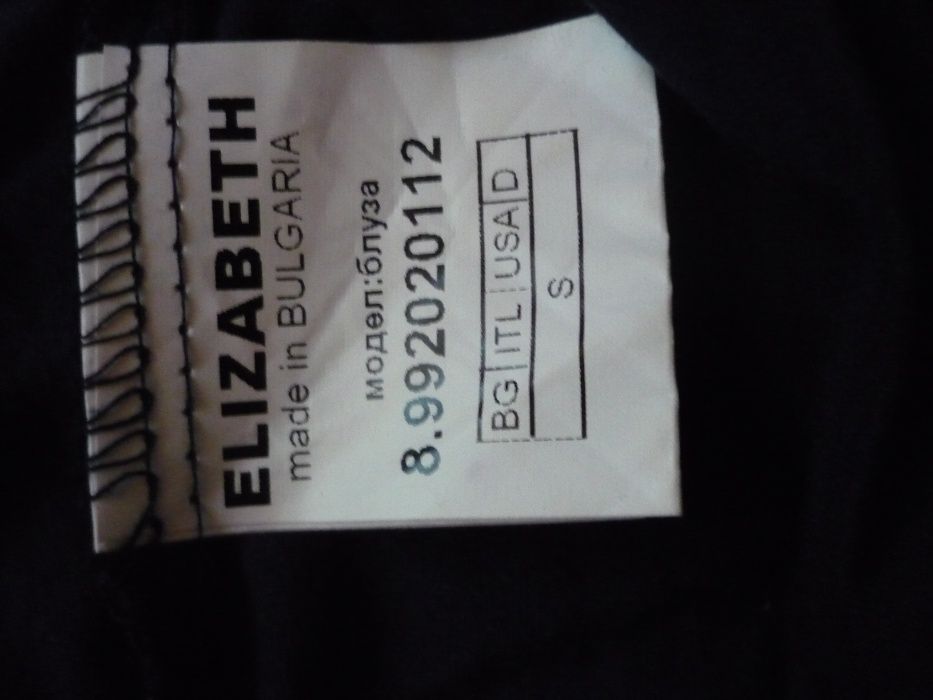 ELIZABETH
made in BULGARIA
модел:блуза
8.992020112
BG ITL USA D
S